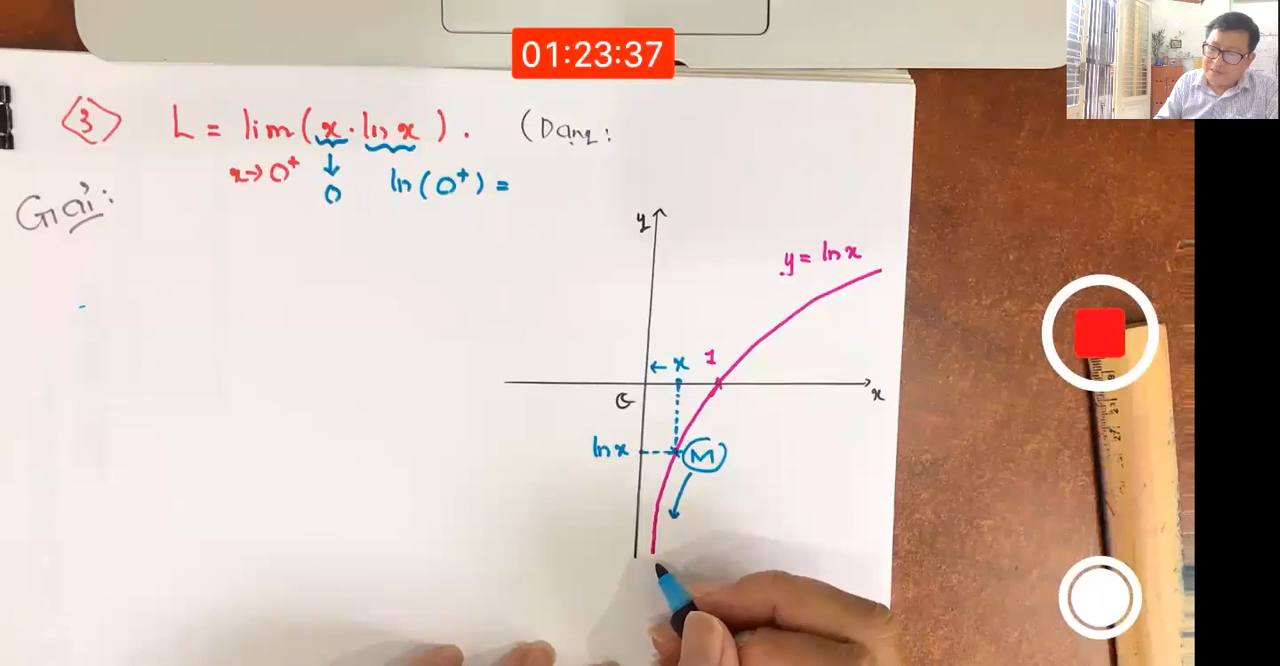 01:23:37
3 L = lim (x . ln x ) . (Dạng :
x→0⁺ ↓ ln(0⁺) =
0
Giải:
y
y = ln x
← x 1
O x
ln x M